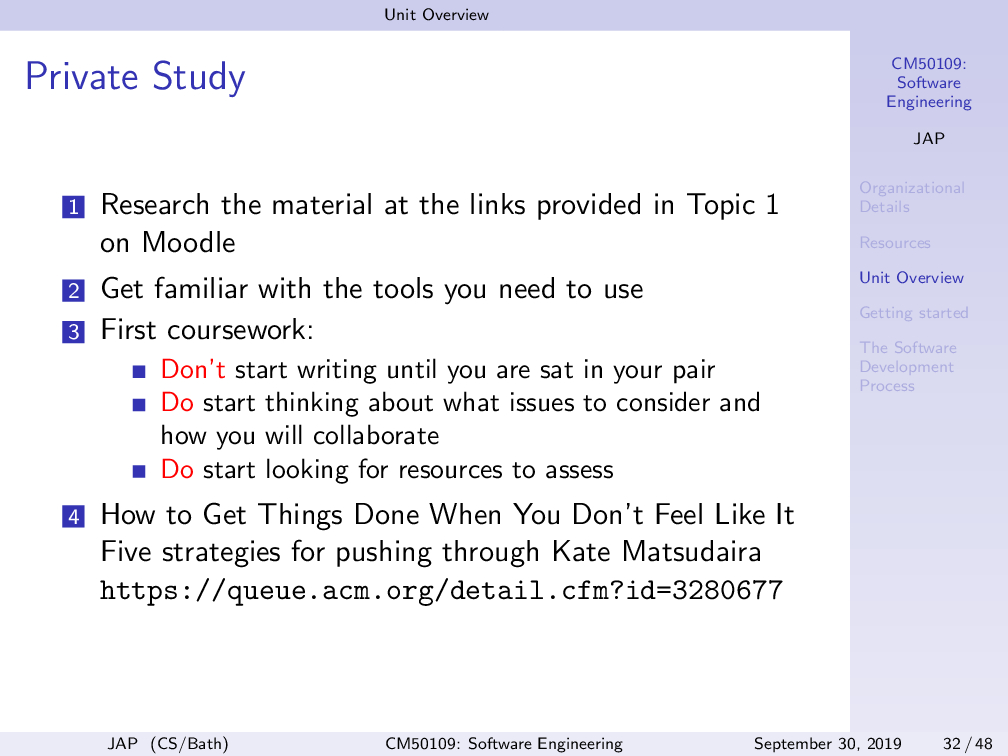 Unit Overview
Private Study
1 Research the material at the links provided in Topic 1
on Moodle
2 Get familiar with the tools you need to use
3 First coursework:
Don't start writing until you are sat in your pair
Do start thinking about what issues to consider and
how you will collaborate
Do start looking for resources to assess
4 How to Get Things Done When You Don't Feel Like It
Five strategies for pushing through Kate Matsudaira
https://queue.acm.org/detail.cfm?id=3280677
CM50109:
Software
Engineering
JAP
Organizational
Details
Resources
Unit Overview
Getting started
The Software
Development
Process
JAP (CS/Bath)
CM50109: Software Engineering
September 30, 2019
32 / 48